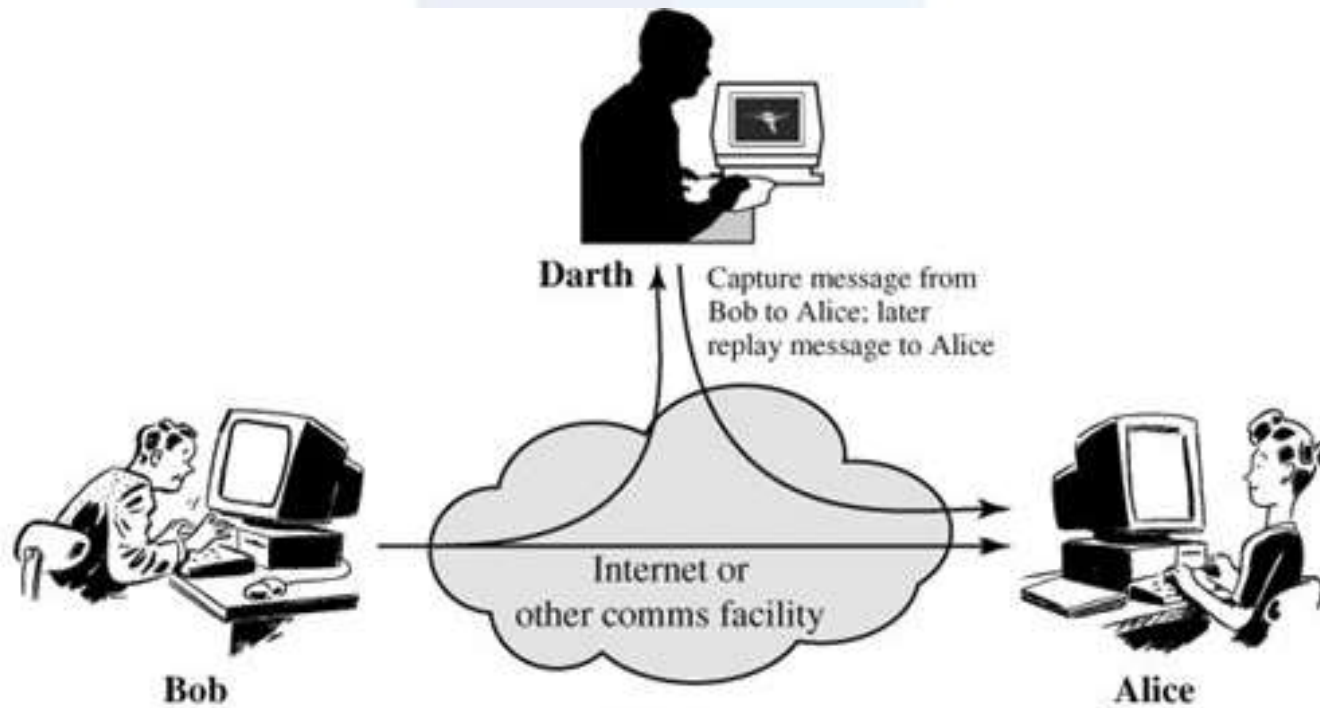 Darth
Capture message from
Bob to Alice; later
replay message to Alice
Internet or
other comms facility
Bob
Alice